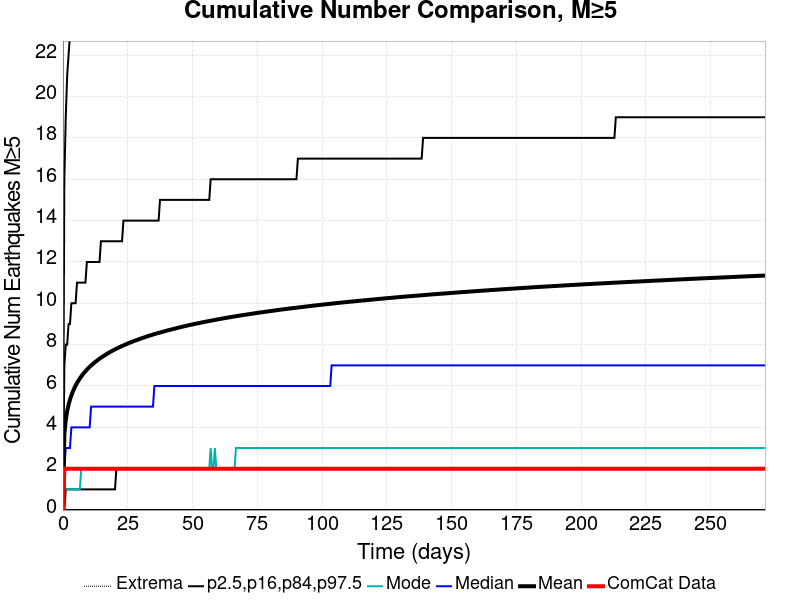 Cumulative Number Comparison, M≥5
Cumulative Num Earthquakes M≥5
22
20
18
16
14
12
10
8
6
4
2
0
0 25 50 75 100 125 150 175 200 225 250
Time (days)
Extrema p2.5,p16,p84,p97.5 Mode Median Mean ComCat Data